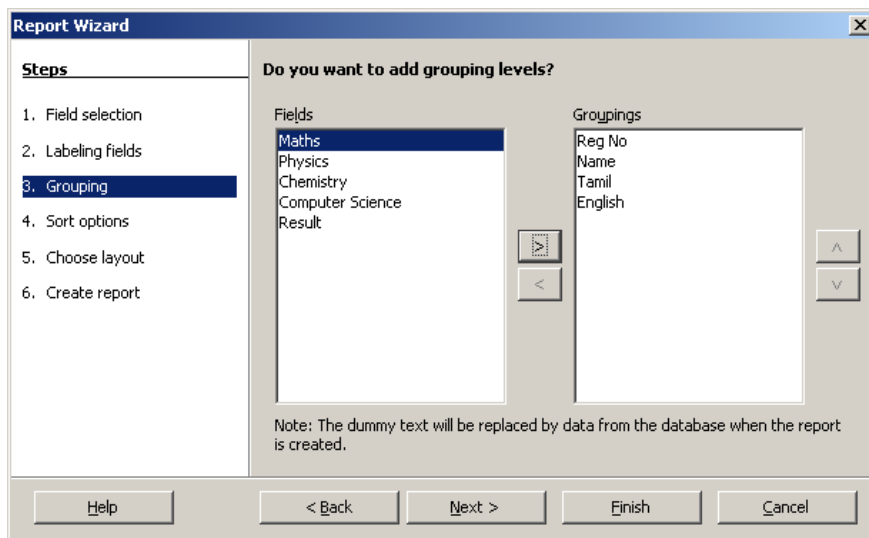 Report Wizard
Steps
1. Field selection
2. Labeling fields
3. Grouping
4. Sort options
5. Choose layout
6. Create report
Do you want to add grouping levels?
Fields
Maths
Physics
Chemistry
Computer Science
Result
>
<
Groupings
Reg No
Name
Tamil
English
Note: The dummy text will be replaced by data from the database when the report
is created.
Help
< Back
Next >
Finish
Cancel